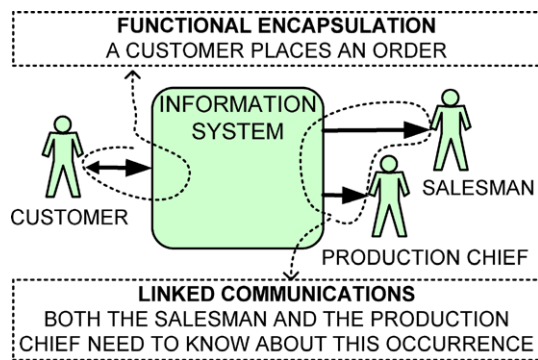 FUNCTIONAL ENCAPSULATION
A CUSTOMER PLACES AN ORDER
INFORMATION
SYSTEM
CUSTOMER
SALESMAN
PRODUCTION CHIEF
LINKED COMMUNICATIONS
BOTH THE SALESMAN AND THE PRODUCTION
CHIEF NEED TO KNOW ABOUT THIS OCCURRENCE